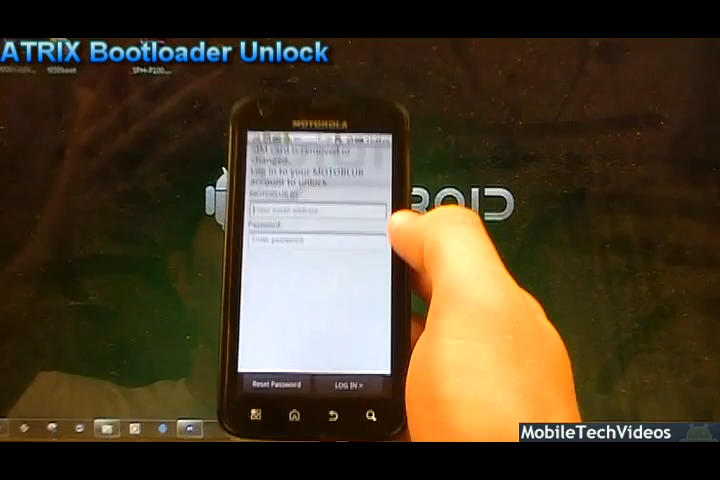 ATRIX Bootloader Unlock
MOTOROLA
SIM card is removed or
changed.
Log in to your MOTOBLUR
account to unlock
Enter email address
Password
Enter password
ROID
Reset Password
LOG IN >
MobileTechVideos